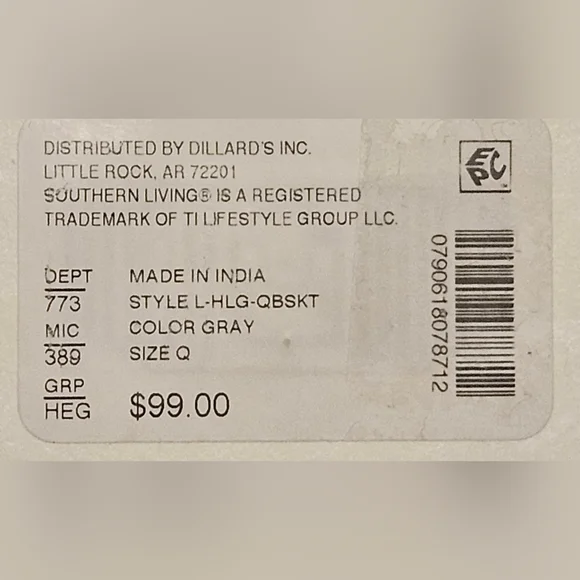 DISTRIBUTED BY DILLARD'S INC.
LITTLE ROCK, AR 72201
SOUTHERN LIVING® IS A REGISTERED
TRADEMARK OF TI LIFESTYLE GROUP LLC.
DEPT
773
MIC
389
GRP
HEG
MADE IN INDIA
STYLE L-HLG-QBSKT
COLOR GRAY
SIZE Q
$99.00
EPC
0790618078712